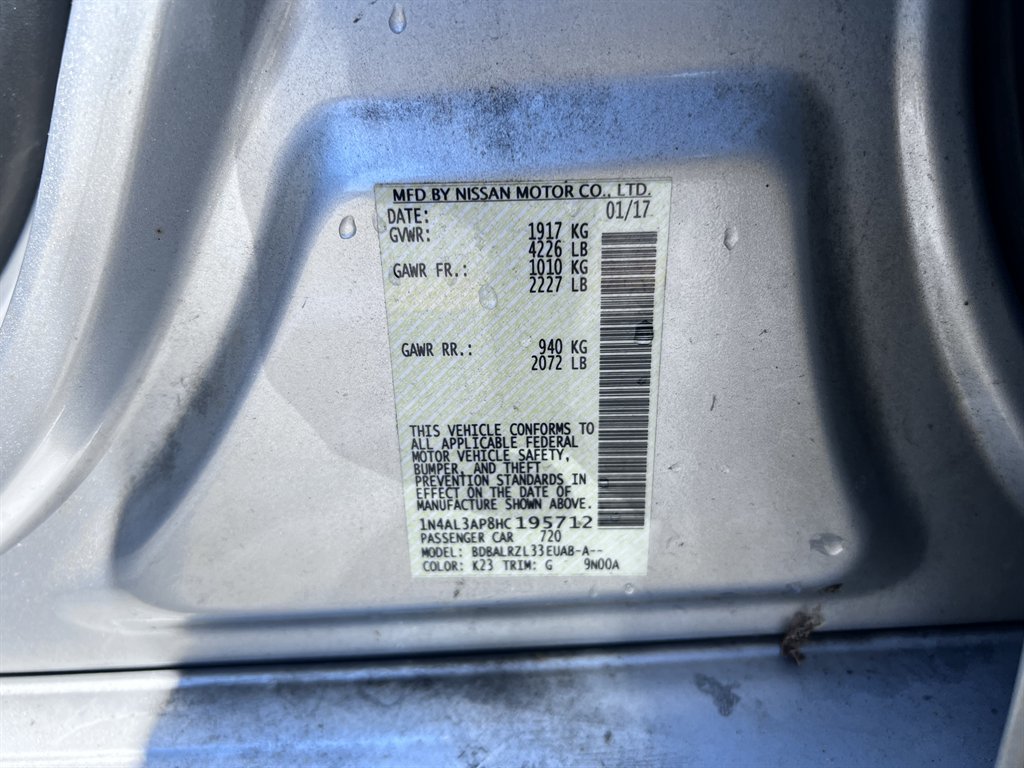 MFD BY NISSAN MOTOR CO., LTD.
DATE: 01/17
GVWR: 1917 KG
4226 LB
GAWR FR.: 1010 KG
2227 LB
GAWR RR.: 940 KG
2072 LB
THIS VEHICLE CONFORMS TO
ALL APPLICABLE FEDERAL
MOTOR VEHICLE SAFETY,
BUMPER, AND THEFT
PREVENTION STANDARDS IN
EFFECT ON THE DATE OF
MANUFACTURE SHOWN ABOVE.
1N4AL3AP8HC195712
PASSENGER CAR 720
MODEL: BDBALRZL33EUAB-A--
COLOR: K23 TRIM: G 9N00A